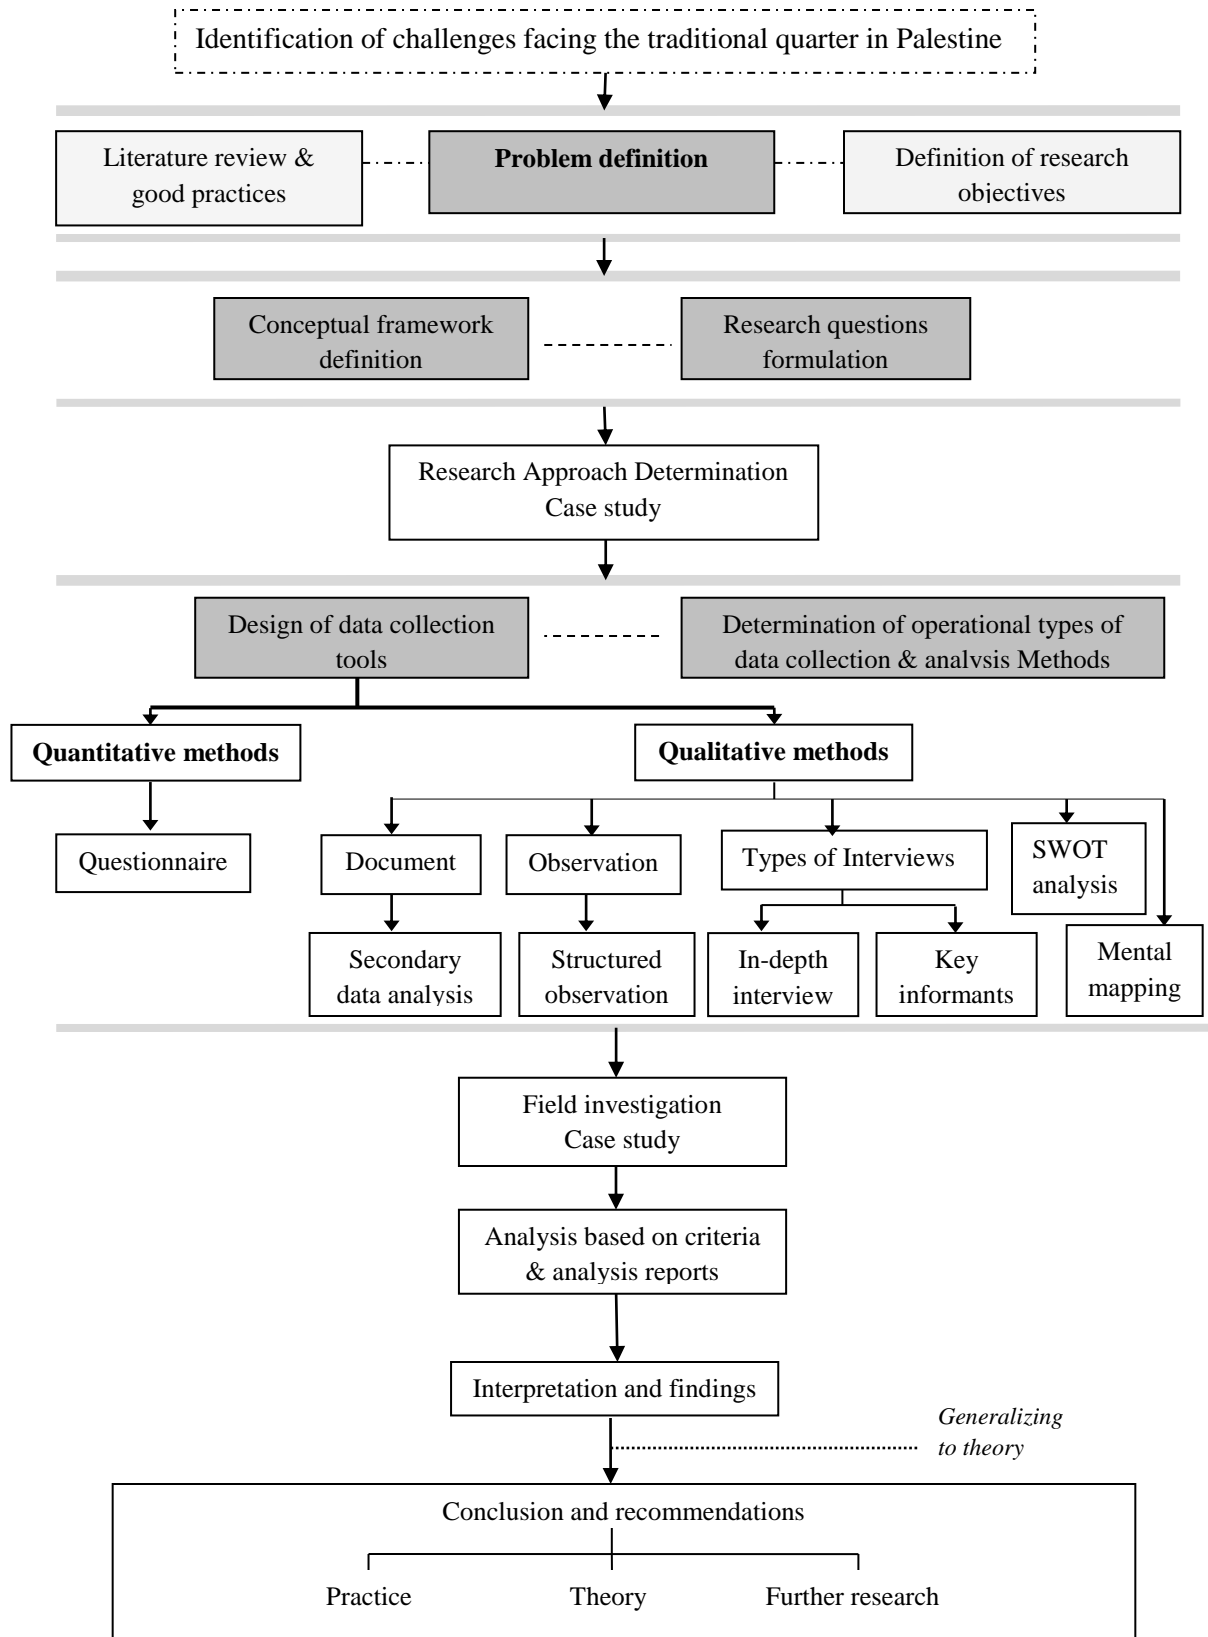 Identification of challenges facing the traditional quarter in Palestine
Literature review &
good practices
Problem definition
Definition of research
objectives
Conceptual framework
definition
Research questions
formulation
Research Approach Determination
Case study
Design of data collection
tools
Determination of operational types of
data collection & analysis Methods
Quantitative methods
Qualitative methods
Questionnaire
Document
Observation
Types of Interviews
SWOT
analysis
Secondary
data analysis
Structured
observation
In-depth
interview
Key
informants
Mental
mapping
Field investigation
Case study
Analysis based on criteria
& analysis reports
Interpretation and findings
Generalizing
to theory
Conclusion and recommendations
Practice
Theory
Further research